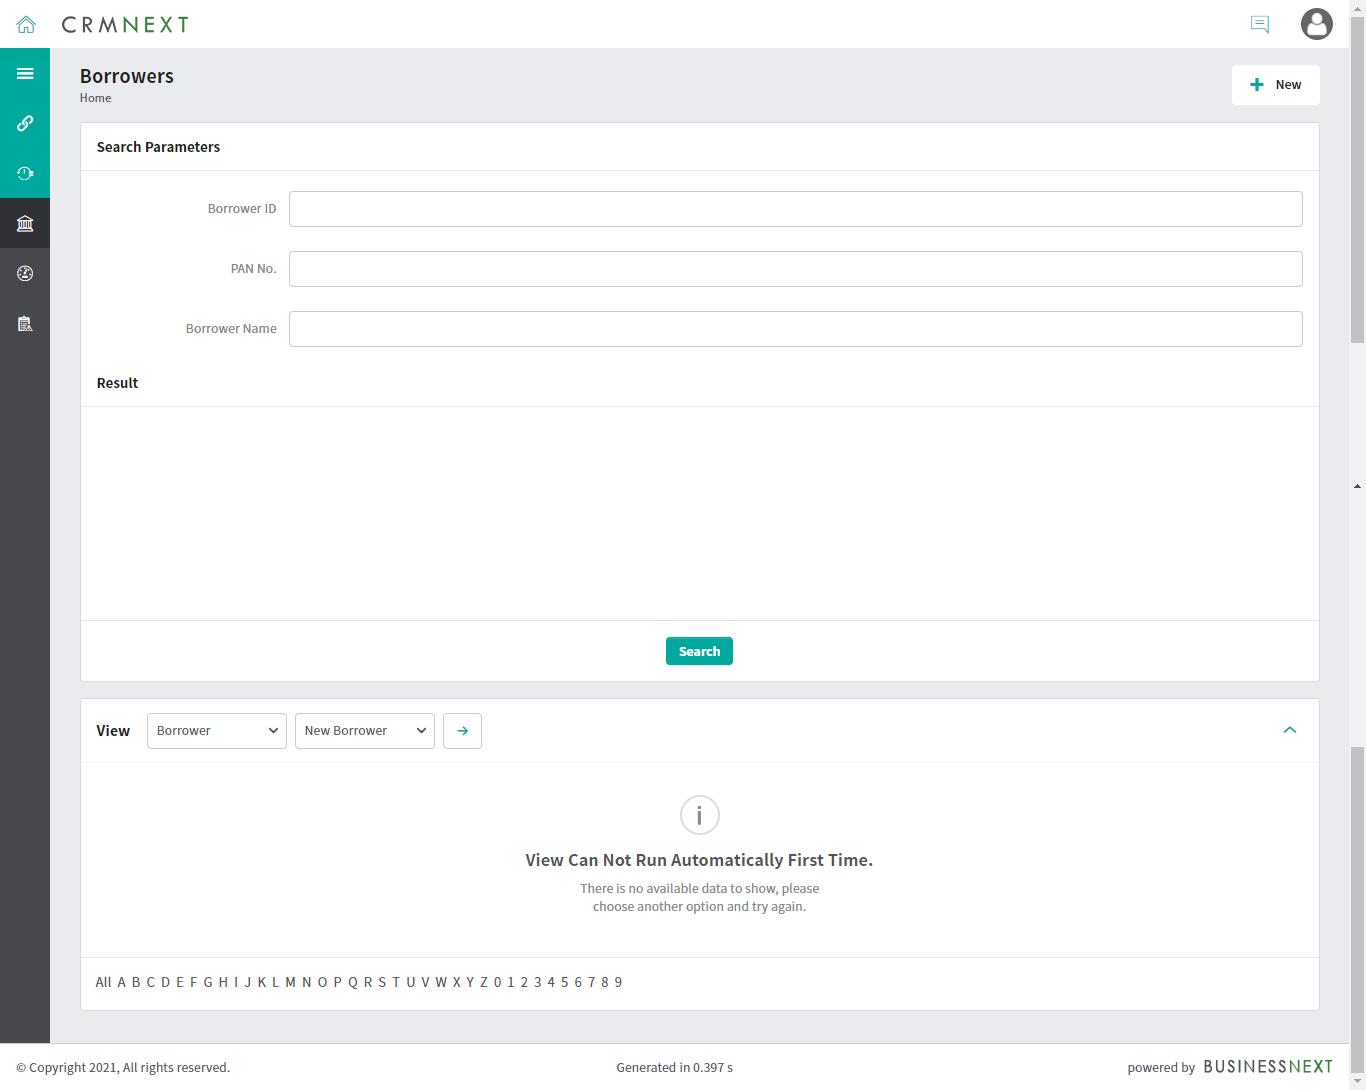 CRMNEXT
Borrowers
Home
New
Search Parameters
Borrower ID
PAN No.
Borrower Name
Result
Search
View Borrower New Borrower
View Can Not Run Automatically First Time.
There is no available data to show, please
choose another option and try again.
All A B C D E F G H I J K L M N O P Q R S T U V W X Y Z 0 1 2 3 4 5 6 7 8 9
© Copyright 2021, All rights reserved. Generated in 0.397 s powered by BUSINESSNEXT